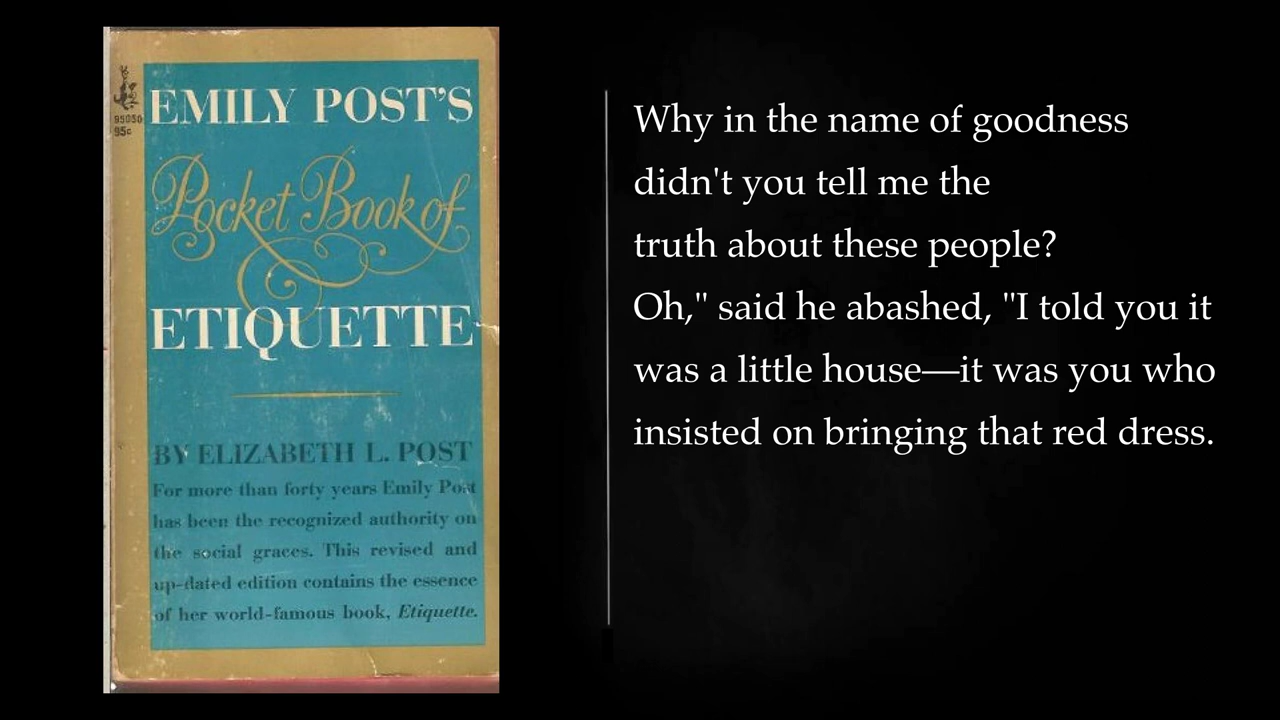 EMILY POST'S
95050
95c
Pocket Book of
ETIQUETTE
BY ELIZABETH L. POST
For more than forty years Emily Post
has been the recognized authority on
the social graces. This revised and
up-dated edition contains the essence
of her world-famous book, Etiquette.
Why in the name of goodness
didn't you tell me the
truth about these people?
Oh," said he abashed, "I told you it
was a little house—it was you who
insisted on bringing that red dress.